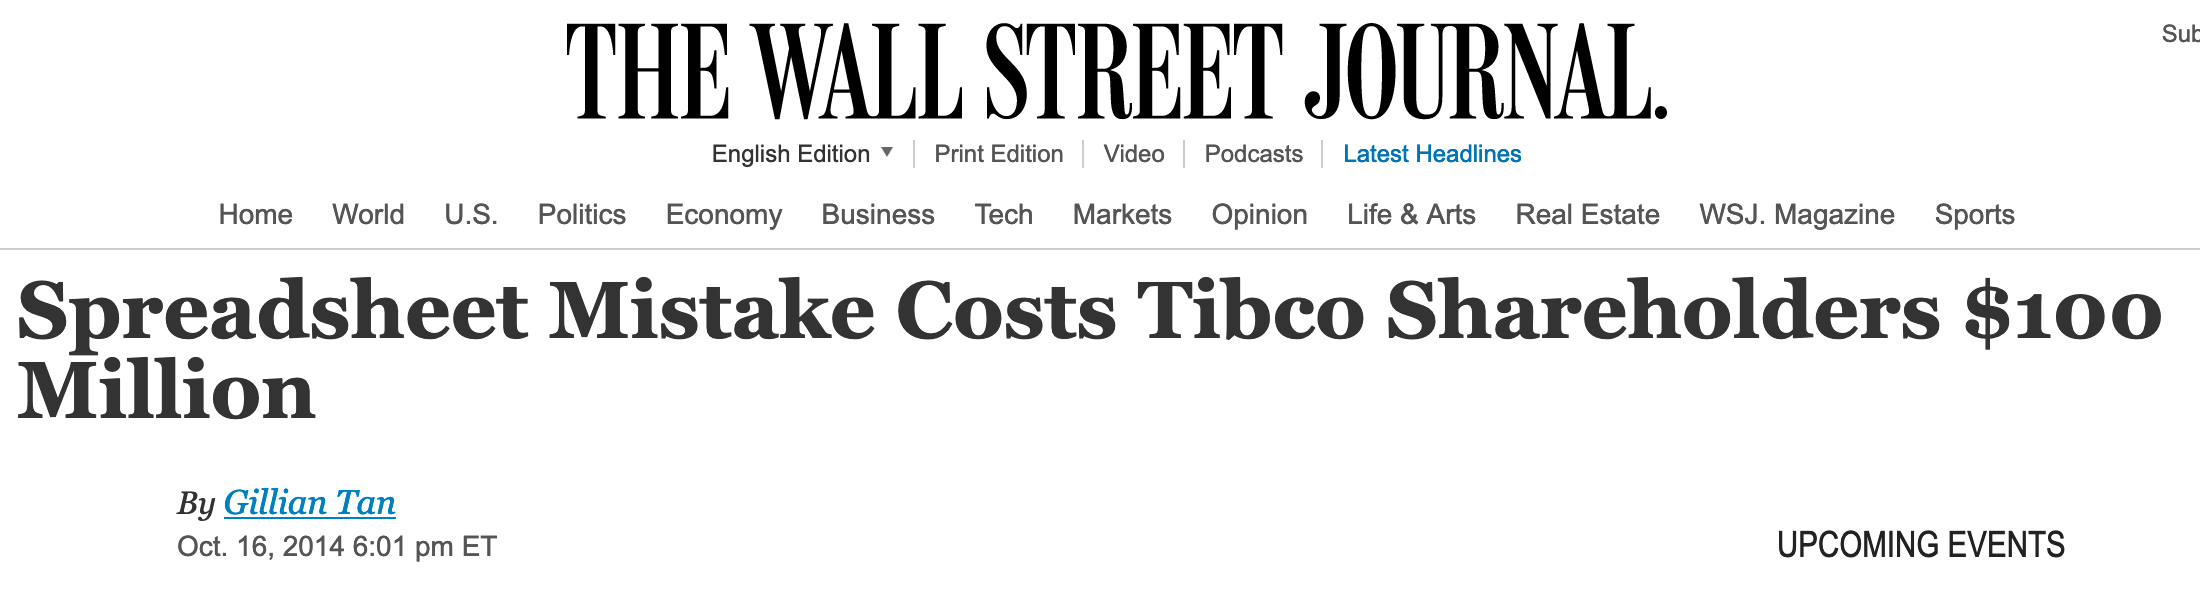 THE WALL STREET JOURNAL.
Sub
English Edition ▼ Print Edition Video Podcasts Latest Headlines
Home World U.S. Politics Economy Business Tech Markets Opinion Life & Arts Real Estate WSJ. Magazine Sports
Spreadsheet Mistake Costs Tibco Shareholders $100
Million
By Gillian Tan
Oct. 16, 2014 6:01 pm ET
UPCOMING EVENTS